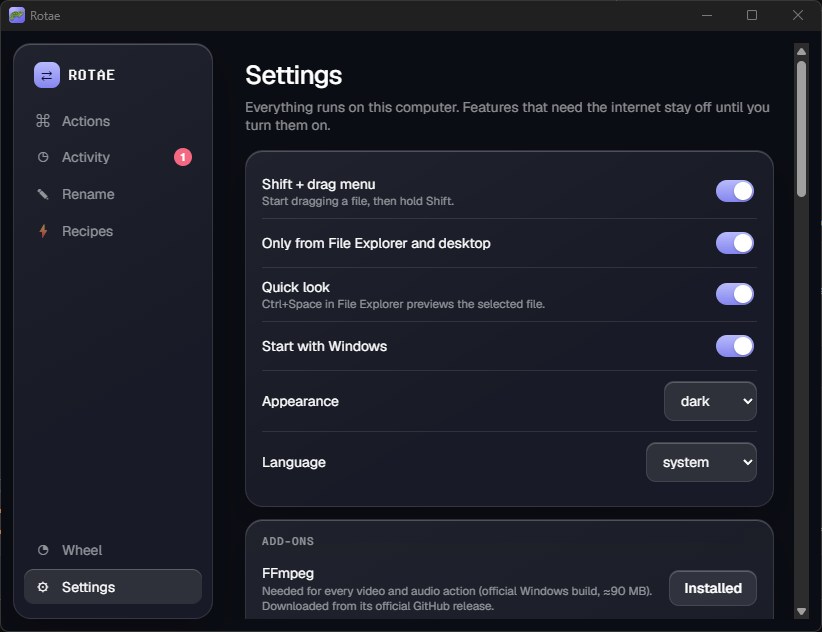 Rotae
ROTAE
Actions
Activity
1
Rename
Recipes
Wheel
Settings
Settings
Everything runs on this computer. Features that need the internet stay off until you
turn them on.
Shift + drag menu
Start dragging a file, then hold Shift.
Only from File Explorer and desktop
Quick look
Ctrl+Space in File Explorer previews the selected file.
Start with Windows
Appearance
dark
Language
system
ADD-ONS
FFmpeg
Needed for every video and audio action (official Windows build, ≈90 MB).
Downloaded from its official GitHub release.
Installed